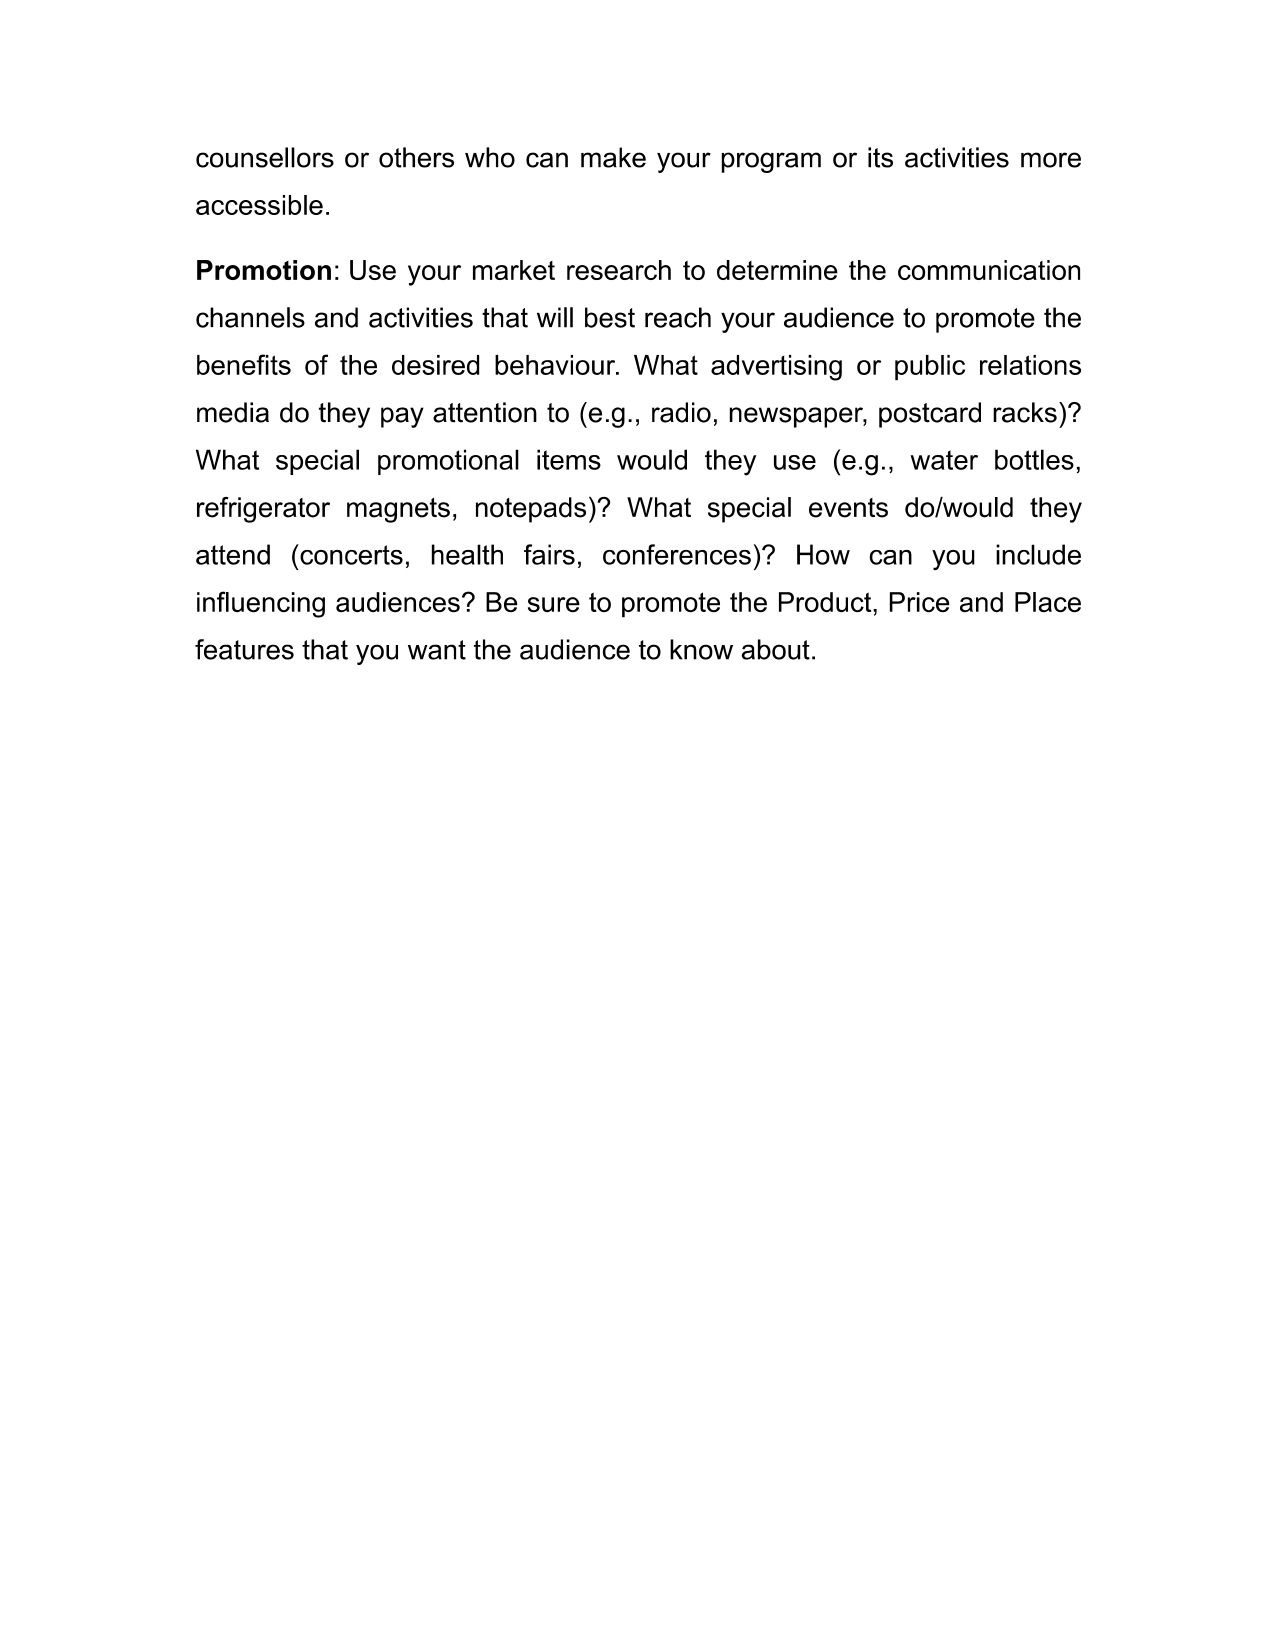 counsellors or others who can make your program or its activities more
accessible.
Promotion: Use your market research to determine the communication
channels and activities that will best reach your audience to promote the
benefits of the desired behaviour. What advertising or public relations
media do they pay attention to (e.g., radio, newspaper, postcard racks)?
What special promotional items would they use (e.g., water bottles,
refrigerator magnets, notepads)? What special events do/would they
attend (concerts, health fairs, conferences)? How can you include
influencing audiences? Be sure to promote the Product, Price and Place
features that you want the audience to know about.